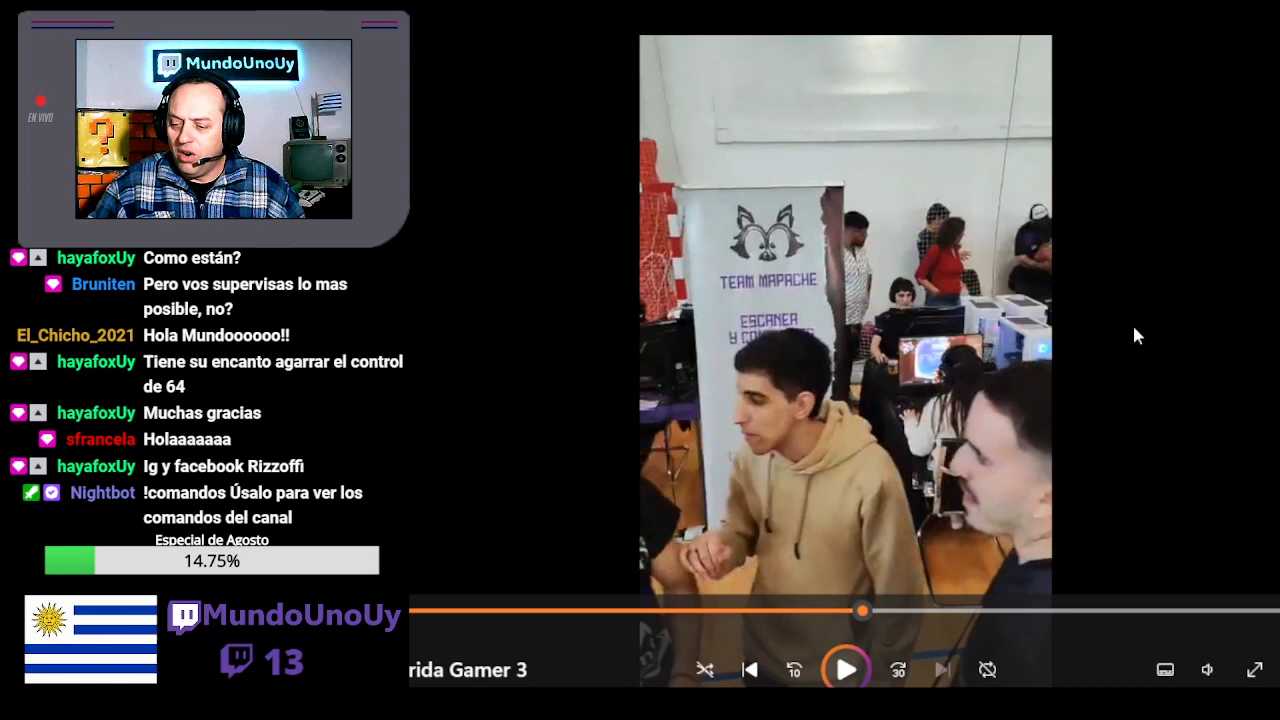 MundoUnoUy
EN VIVO
hayafoxUy Como están?
Bruniten Pero vos supervisas lo mas
posible, no?
El_Chicho_2021 Hola Mundoooooo!!
hayafoxUy Tiene su encanto agarrar el control
de 64
hayafoxUy Muchas gracias
sfrancela Holaaaaaaa
hayafoxUy Ig y facebook Rizzoffi
Nightbot !comandos Úsalo para ver los
comandos del canal
Especial de Agosto
14.75%
MundoUnoUy
13
TEAM MAPACHE
ESCANEA
rida Gamer 3
10
30